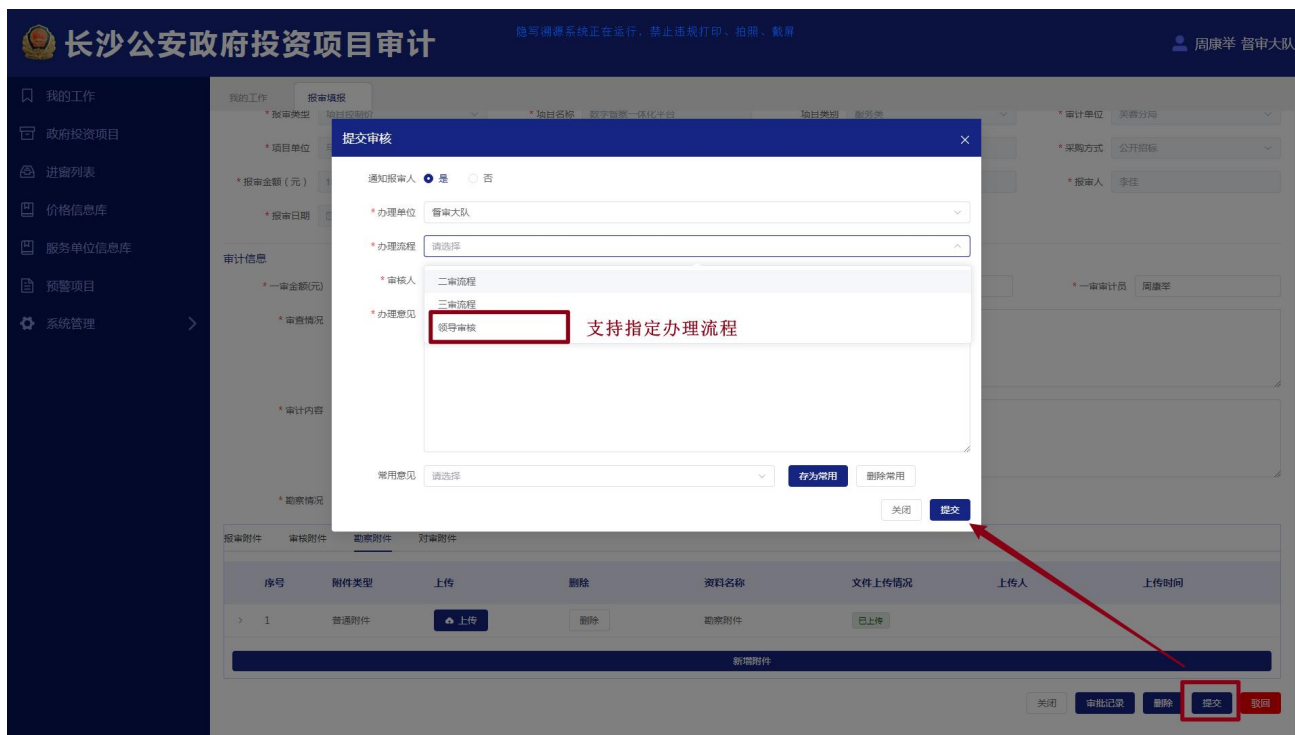 隐写溯源系统正在运行，禁止违规打印、拍照、截屏
长沙公安政府投资项目审计
周康举 督审大队
我的工作
政府投资项目
进窗列表
价格信息库
服务单位信息库
预警项目
系统管理
我的工作 报审填报
* 报审类型 项目控制价 * 项目名称 数字督察一体化平台 项目类别 服务类 * 审计单位 芙蓉分局
* 项目单位 * 采购方式 公开招标
* 报审金额（元） * 报审人 李佳
* 报审日期
审计信息
* 一审金额(元) * 一审审计员 周康举
* 审查情况
* 审计内容
* 勘察情况
提交审核
通知报审人 是 否
* 办理单位 督审大队
* 办理流程 请选择
* 审核人
二审流程
三审流程
* 办理意见
领导审核
支持指定办理流程
常用意见 请选择 存为常用 删除常用
关闭 提交
报审附件 审核附件 勘察附件 对审附件
序号 附件类型 上传 删除 资料名称 文件上传情况 上传人 上传时间
1 普通附件 上传 删除 勘察附件 已上传
新增附件
关闭 审批记录 删除 提交 驳回